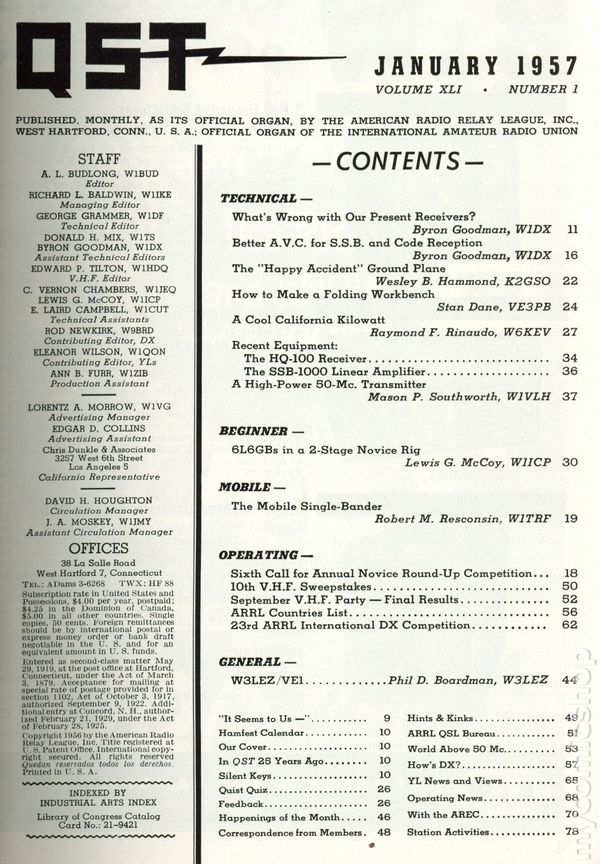 QST
JANUARY 1957
VOLUME XLI • NUMBER 1
PUBLISHED, MONTHLY, AS ITS OFFICIAL ORGAN, BY THE AMERICAN RADIO RELAY LEAGUE, INC.,
WEST HARTFORD, CONN., U. S. A.; OFFICIAL ORGAN OF THE INTERNATIONAL AMATEUR RADIO UNION
STAFF
A. L. BUDLONG, W1BUD
Editor
RICHARD L. BALDWIN, W1IKE
Managing Editor
GEORGE GRAMMER, W1DF
Technical Editor
DONALD H. MIX, W1TS
BYRON GOODMAN, W1DX
Assistant Technical Editors
EDWARD P. TILTON, W1HDQ
V.H.F. Editor
C. VERNON CHAMBERS, W1JEQ
LEWIS G. McCOY, W1ICP
E. LAIRD CAMPBELL, W1CUT
Technical Assistants
ROD NEWKIRK, W9BRD
Contributing Editor, DX
ELEANOR WILSON, W1QON
Contributing Editor, YLs
ANN B. FURR, W1ZIB
Production Assistant
LORENTZ A. MORROW, W1VG
Advertising Manager
EDGAR D. COLLINS
Advertising Assistant
Chris Dunkle & Associates
3257 West 6th Street
Los Angeles 5
California Representative
DAVID H. HOUGHTON
Circulation Manager
J. A. MOSKEY, W1JMY
Assistant Circulation Manager
OFFICES
38 La Salle Road
West Hartford 7, Connecticut
TEL.: ADams 3-6268 TWX: HF 88
Subscription rate in United States and
Possessions, $4.00 per year, postpaid;
$4.25 in the Dominion of Canada,
$5.00 in all other countries. Single
copies, 50 cents. Foreign remittances
should be by international postal or
express money order or bank draft
negotiable in the U. S. and for an
equivalent amount in U. S. funds.
Entered as second-class matter May
29, 1919, at the post office at Hartford,
Connecticut, under the Act of March
3, 1879. Acceptance for mailing at
special rate of postage provided for in
section 1102, Act of October 3, 1917,
authorized September 9, 1922. Addi-
tional entry at Concord, N. H., author-
ized February 21, 1929, under the Act
of February 28, 1925.
Copyright 1956 by the American Radio
Relay League, Inc. Title registered at
U. S. Patent Office. International copy-
right secured. All rights reserved
Quedan reservados todos los derechos.
Printed in U. S. A.
INDEXED BY
INDUSTRIAL ARTS INDEX
Library of Congress Catalog
Card No.: 21-9421
— CONTENTS —
TECHNICAL —
What's Wrong with Our Present Receivers?
Byron Goodman, W1DX 11
Better A.V.C. for S.S.B. and Code Reception
Byron Goodman, W1DX 16
The "Happy Accident" Ground Plane
Wesley B. Hammond, K2GSO 22
How to Make a Folding Workbench
Stan Dane, VE3PB 24
A Cool California Kilowatt
Raymond F. Rinaudo, W6KEV 27
Recent Equipment:
The HQ-100 Receiver........................ 34
The SSB-1000 Linear Amplifier.................. 36
A High-Power 50-Mc. Transmitter
Mason P. Southworth, W1VLH 37
BEGINNER —
6L6GBs in a 2-Stage Novice Rig
Lewis G. McCoy, W1ICP 30
MOBILE —
The Mobile Single-Bander
Robert M. Resconsin, W1TRF 19
OPERATING —
Sixth Call for Annual Novice Round-Up Competition... 18
10th V.H.F. Sweepstakes......................... 50
September V.H.F. Party — Final Results............. 52
ARRL Countries List............................ 56
23rd ARRL International DX Competition........... 62
GENERAL —
W3LEZ/VE1............Phil D. Boardman, W3LEZ 44
"It Seems to Us —"............ 9
Hamfest Calendar............ 10
Our Cover.................. 10
In QST 25 Years Ago......... 10
Silent Keys................. 10
Quist Quiz.................. 26
Feedback................... 26
Happenings of the Month..... 46
Correspondence from Members. 48
Hints & Kinks............... 49
ARRL QSL Bureau........... 51
World Above 50 Mc.......... 53
How's DX?.................. 57
YL News and Views.......... 65
Operating News............. 68
With the AREC.............. 70
Station Activities............ 78
mycomicshop